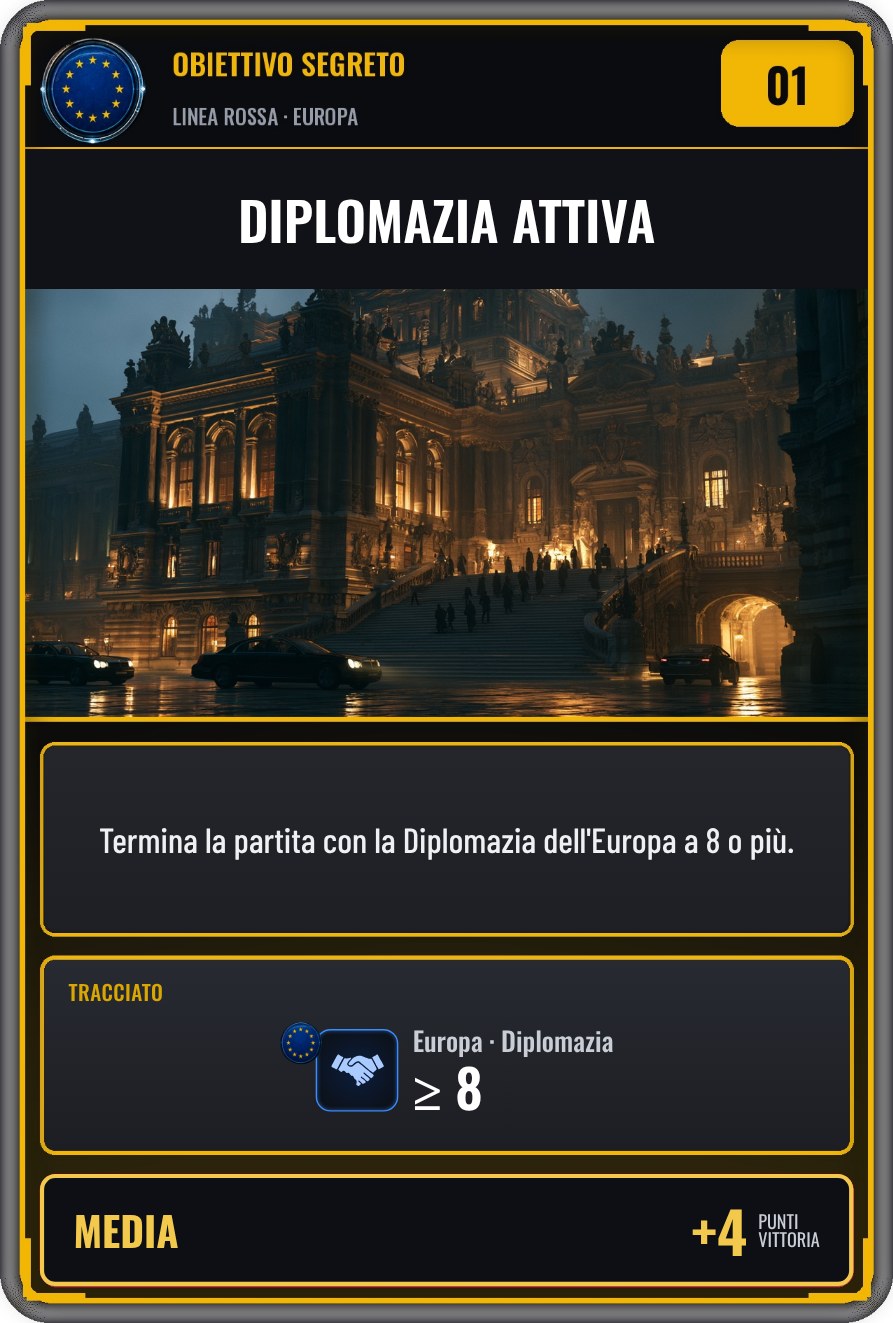 OBIETTIVO SEGRETO
LINEA ROSSA · EUROPA
01
DIPLOMAZIA ATTIVA
Termina la partita con la Diplomazia dell'Europa a 8 o più.
TRACCIATO
Europa · Diplomazia
≥ 8
MEDIA
+4 PUNTI
VITTORIA